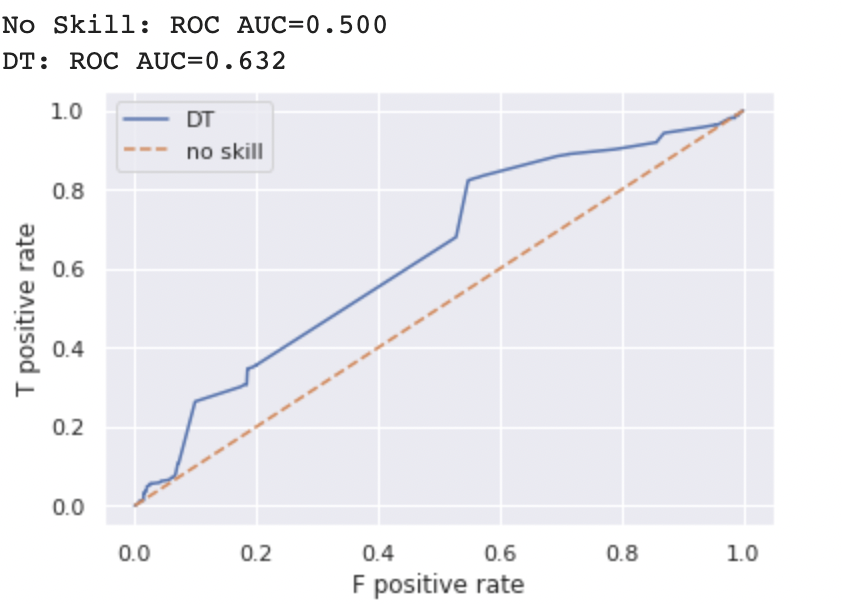 No Skill: ROC AUC=0.500
DT: ROC AUC=0.632
DT
no skill
1.0
0.8
0.6
0.4
0.2
0.0
T positive rate
0.0 0.2 0.4 0.6 0.8 1.0
F positive rate